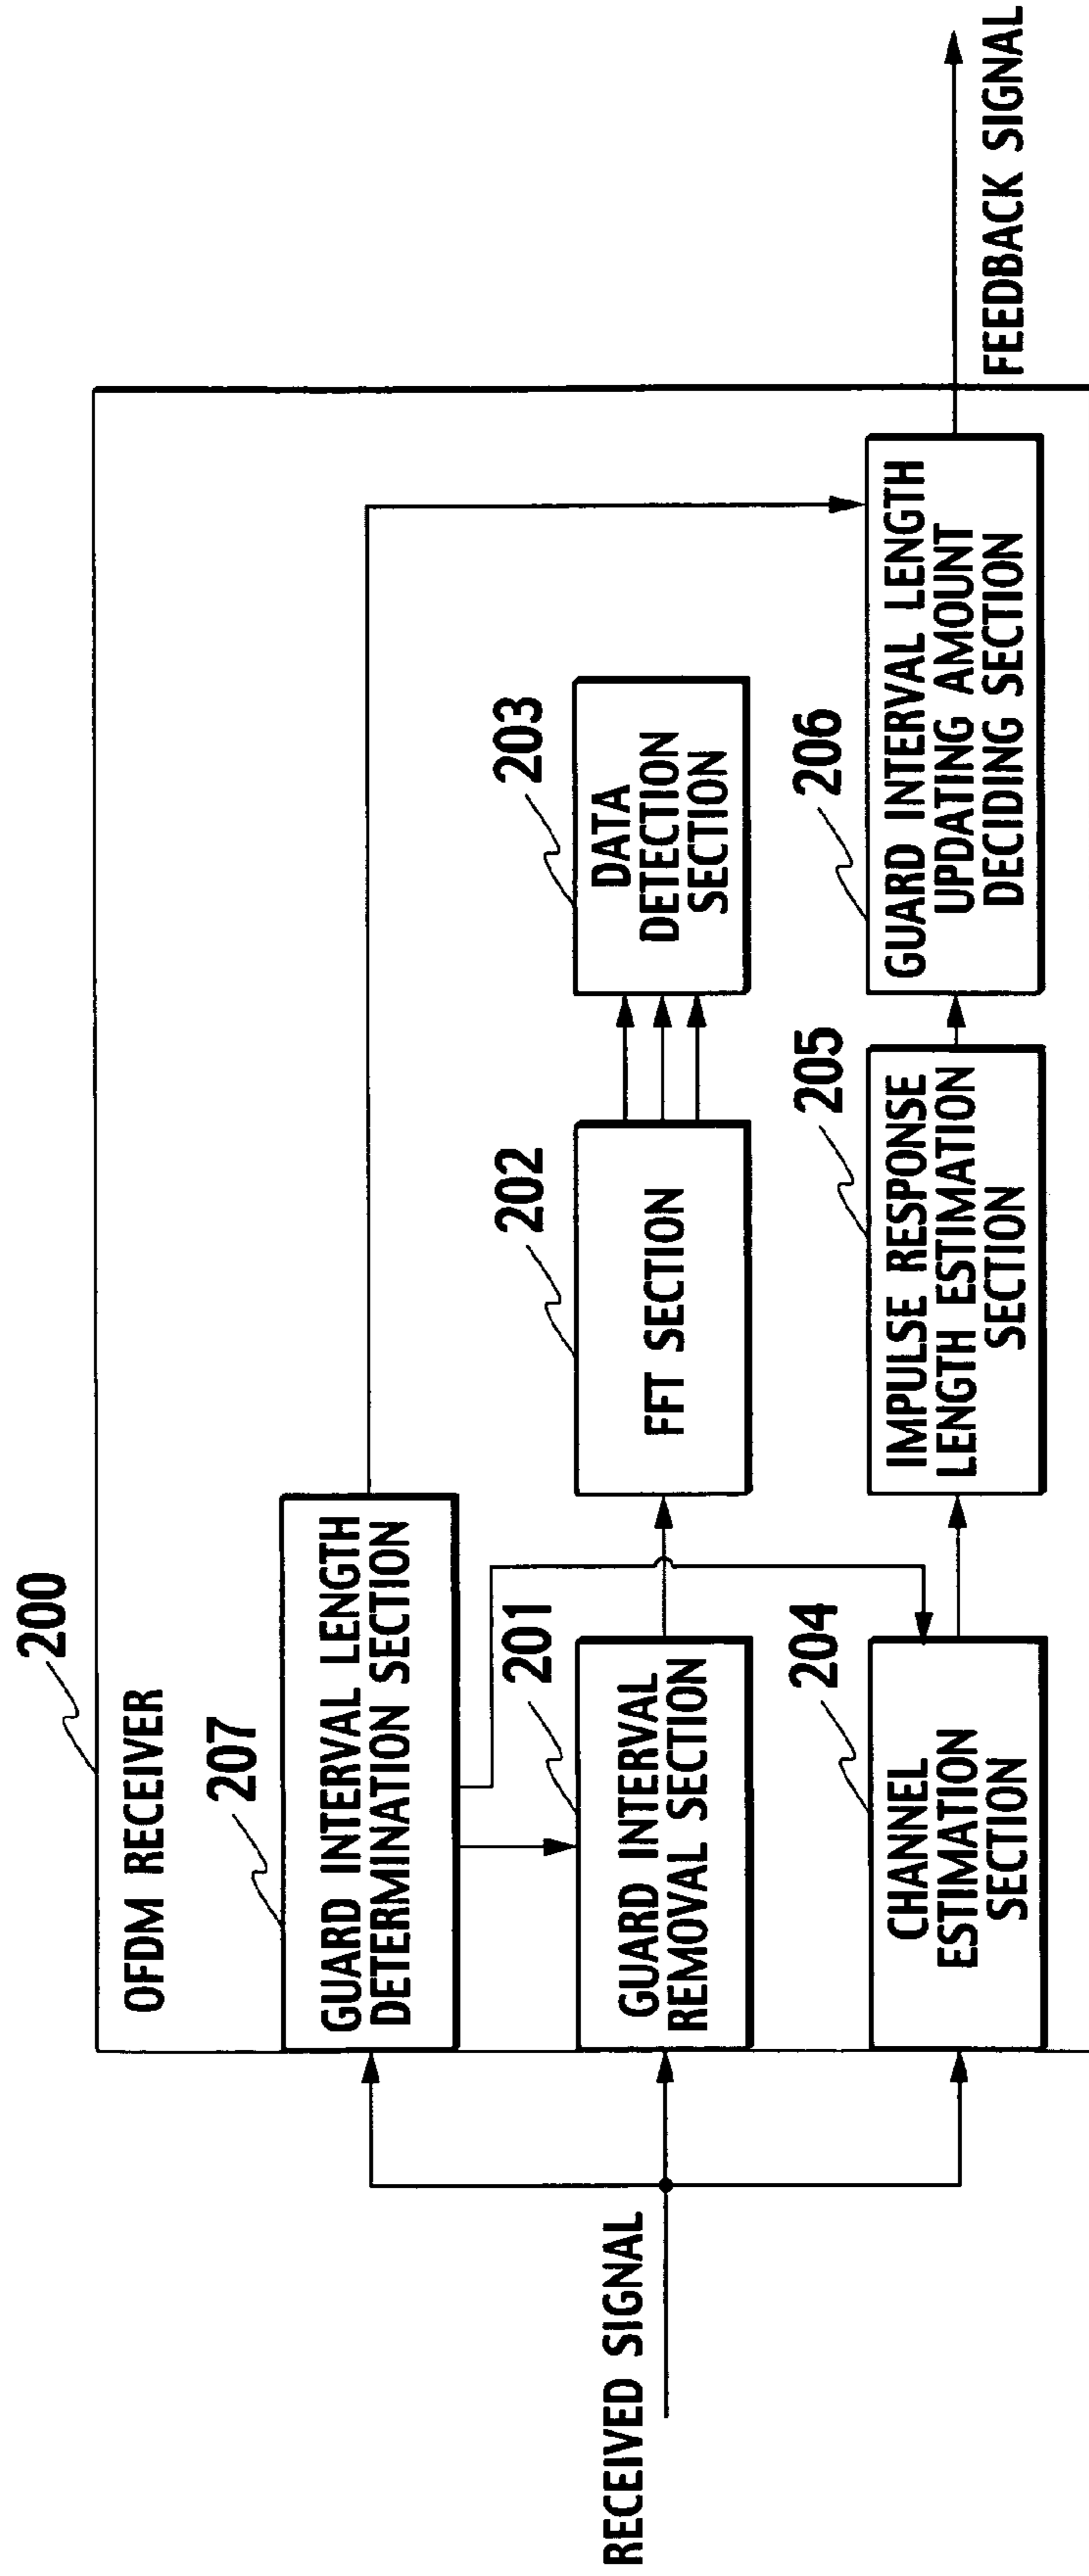 200
OFDM RECEIVER
207
GUARD INTERVAL LENGTH
DETERMINATION SECTION
RECEIVED SIGNAL
201
GUARD INTERVAL
REMOVAL SECTION
202
FFT SECTION
203
DATA
DETECTION
SECTION
204
CHANNEL
ESTIMATION
SECTION
205
IMPULSE RESPONSE
LENGTH ESTIMATION
SECTION
206
GUARD INTERVAL LENGTH
UPDATING AMOUNT
DECIDING SECTION
FEEDBACK SIGNAL